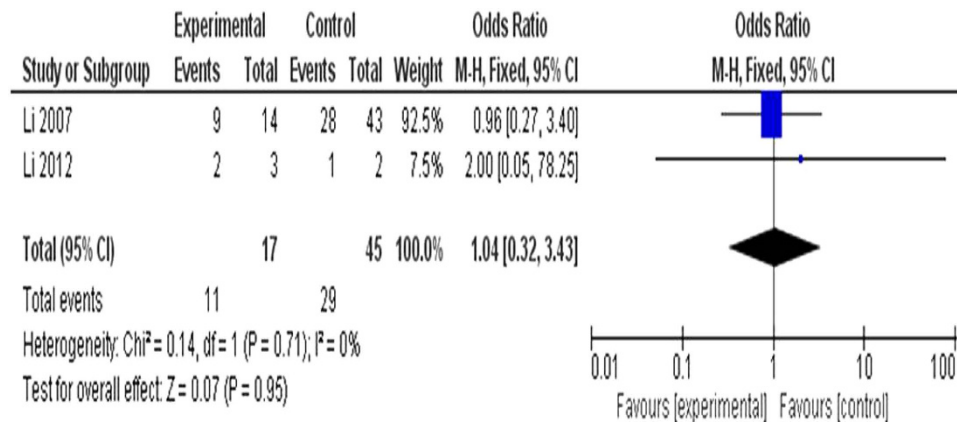 Experimental Control Odds Ratio Odds Ratio
Study or Subgroup Events Total Events Total Weight M-H, Fixed, 95% CI M-H, Fixed, 95% CI
Li 2007 9 14 28 43 92.5% 0.96 [0.27, 3.40]
Li 2012 2 3 1 2 7.5% 2.00 [0.05, 78.25]
Total (95% CI) 17 45 100.0% 1.04 [0.32, 3.43]
Total events 11 29
Heterogeneity: Chi² = 0.14, df = 1 (P = 0.71); I² = 0%
Test for overall effect: Z = 0.07 (P = 0.95)
0.01 0.1 1 10 100
Favours [experimental] Favours [control]